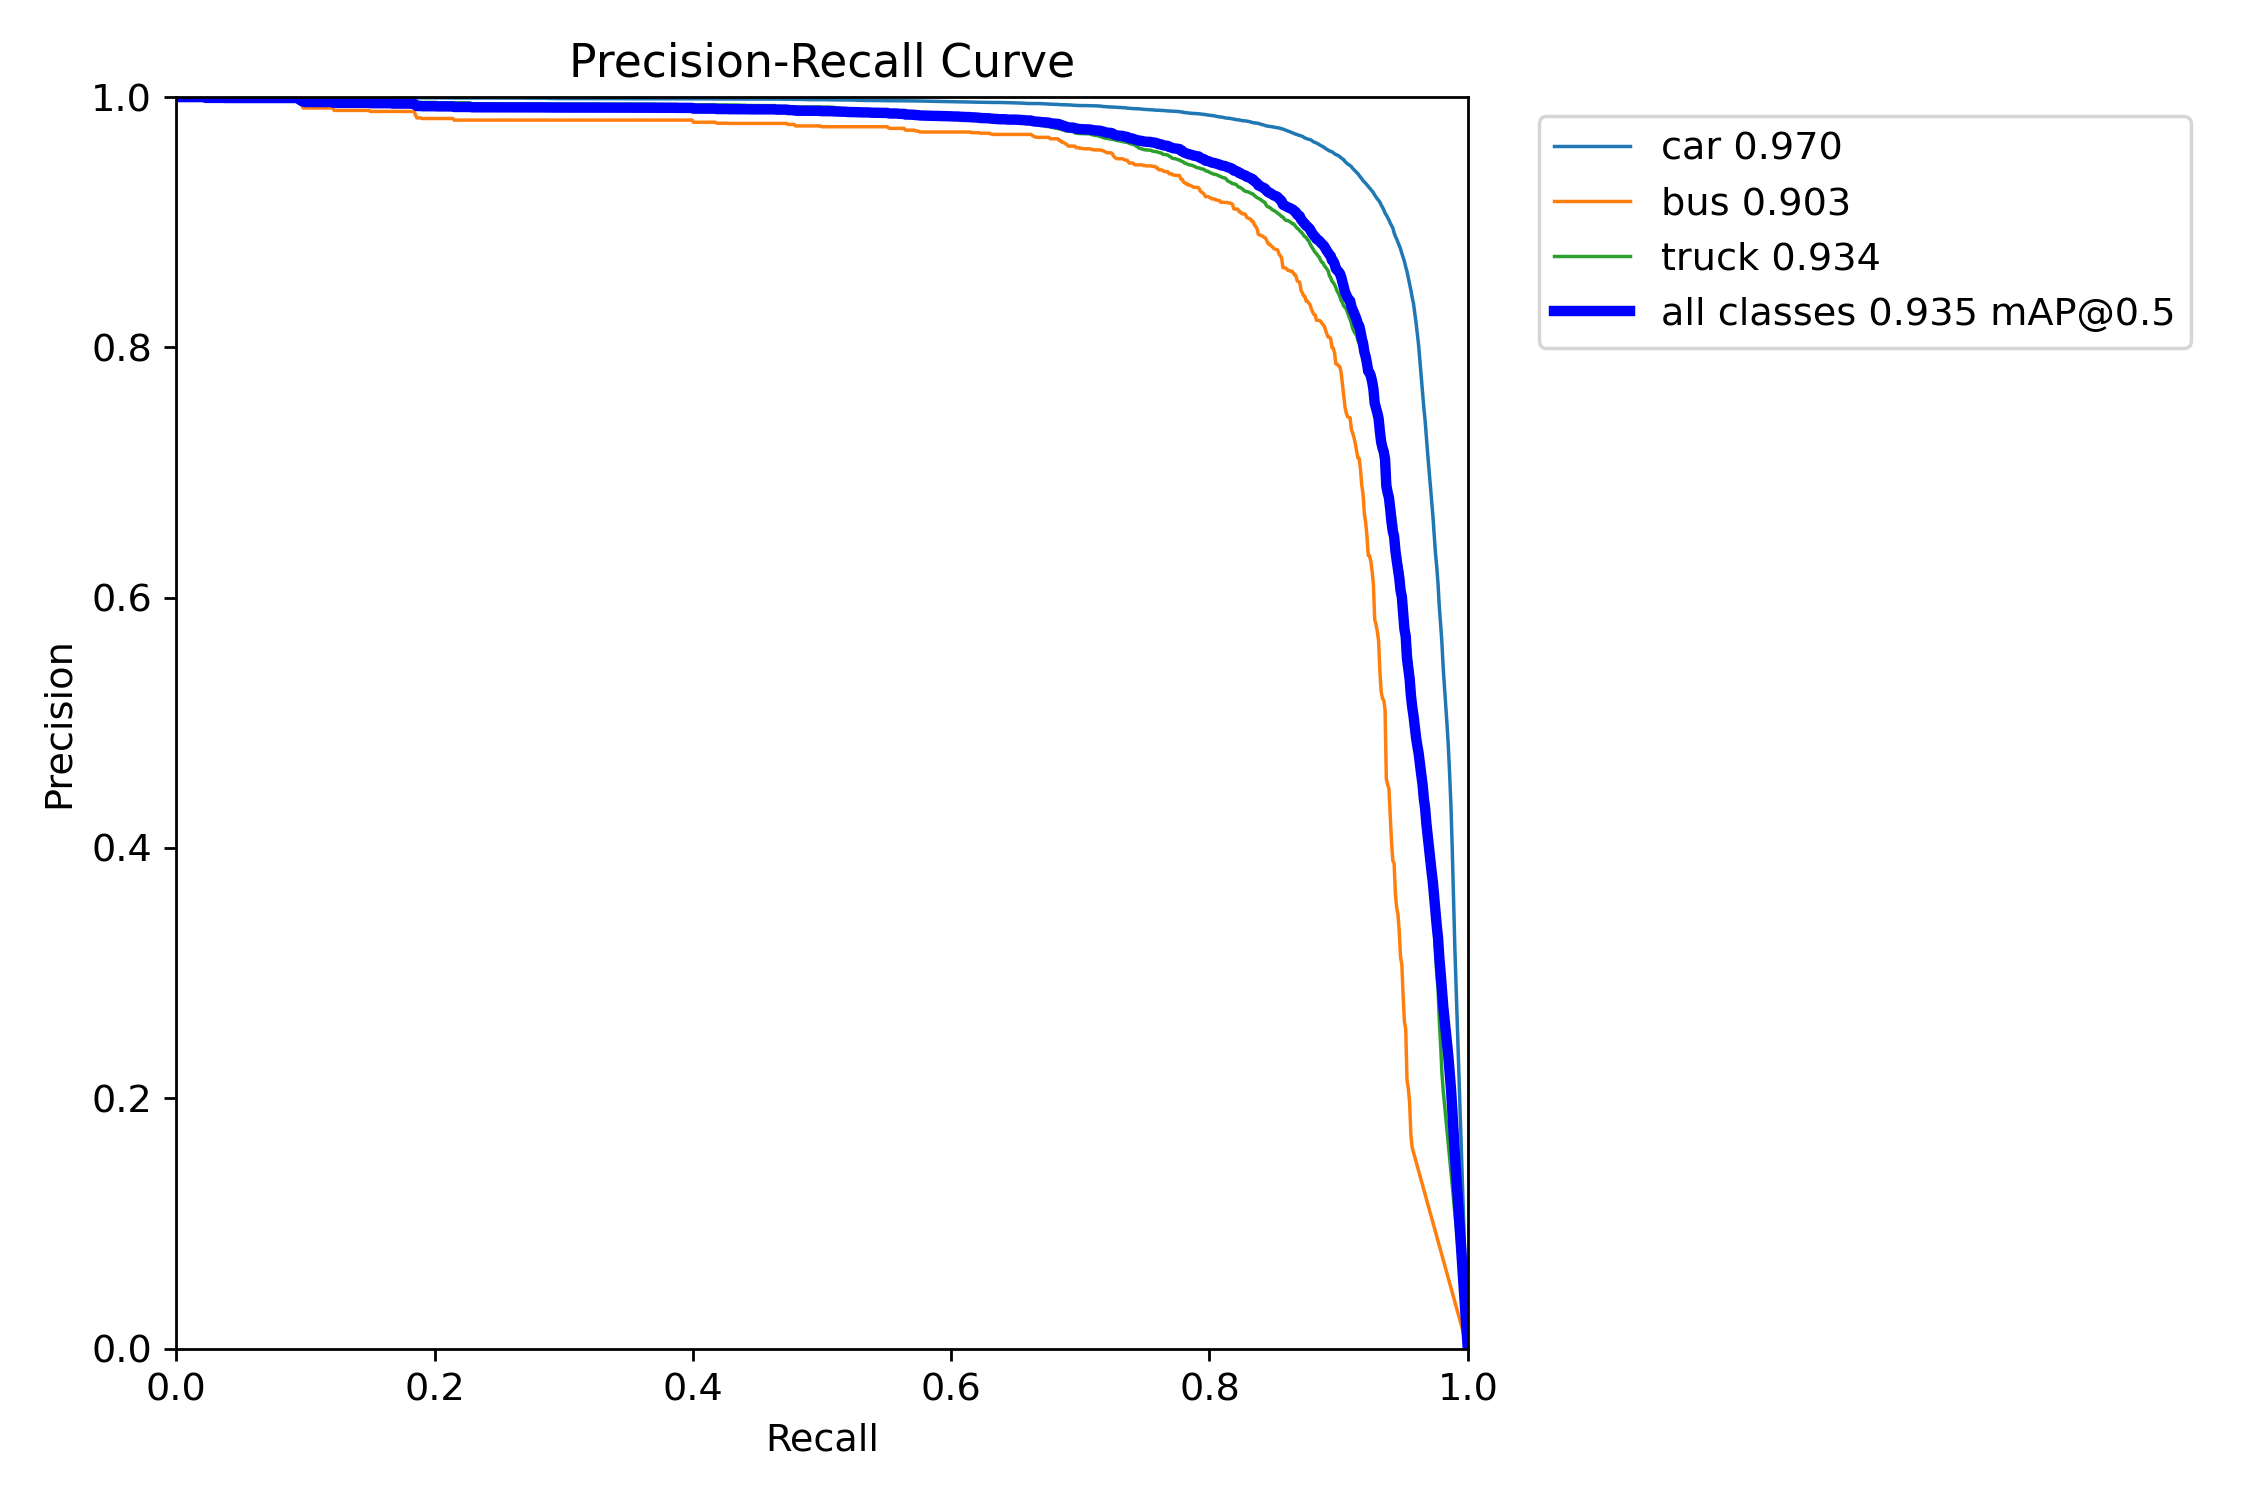 Precision-Recall Curve
1.0
0.8
0.6
0.4
0.2
0.0
Precision
0.0 0.2 0.4 0.6 0.8 1.0
Recall
car 0.970
bus 0.903
truck 0.934
all classes 0.935 mAP@0.5